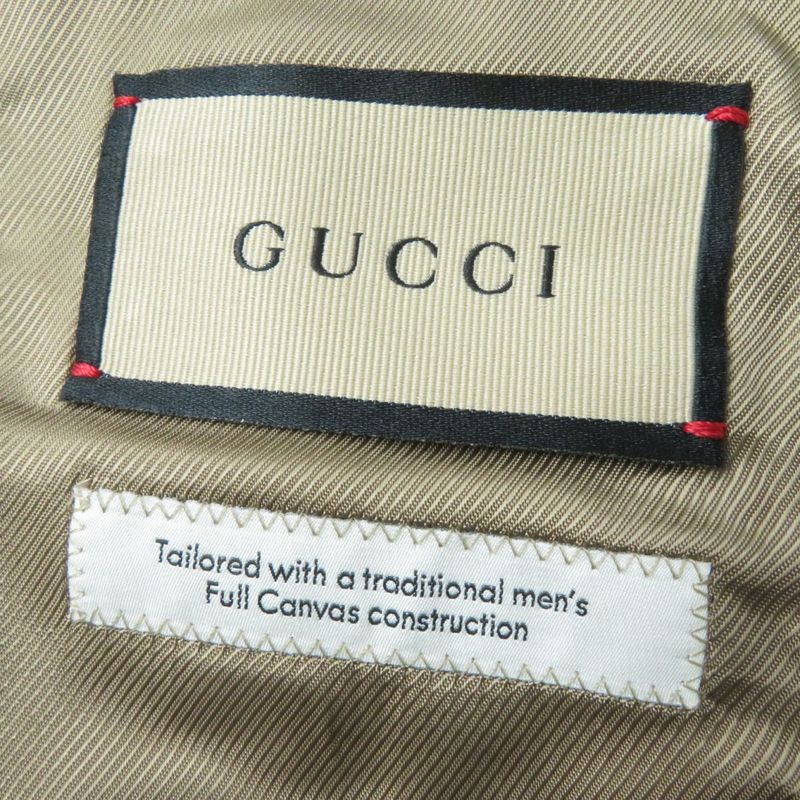 GUCCI
Tailored with a traditional men's
Full Canvas construction